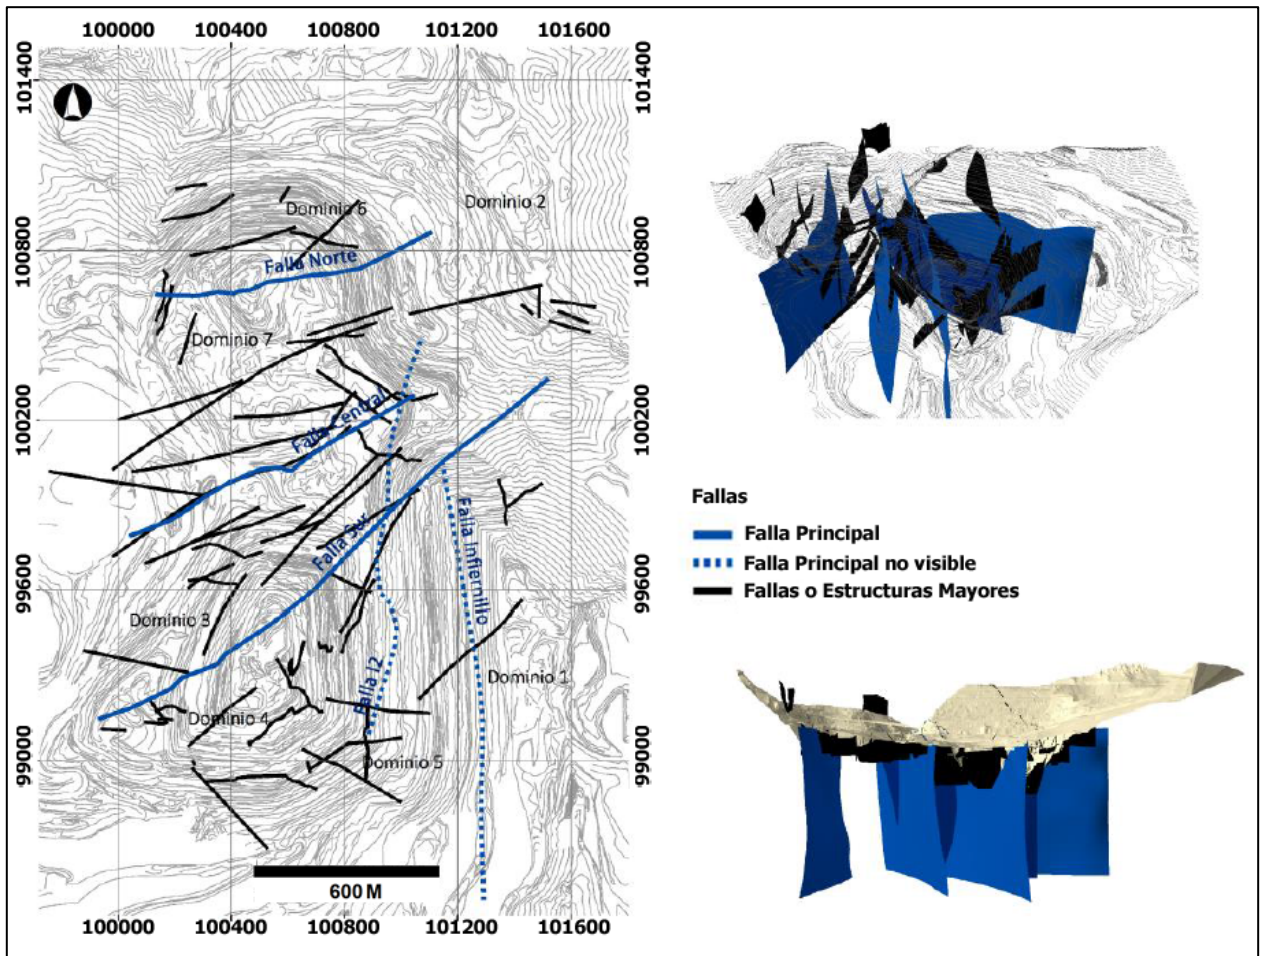 100000 100400 100800 101200 101600
101400
101400
Dominio 6
Dominio 2
100800
100800
Falla Norte
Dominio 7
100200
100200
Falla Central
Falla Sur
Falla Infiernillo
99600
99600
Dominio 3
Dominio 1
Falla I2
Dominio 4
99000
99000
Dominio 5
600 M
100000 100400 100800 101200 101600
Fallas
Falla Principal
Falla Principal no visible
Fallas o Estructuras Mayores